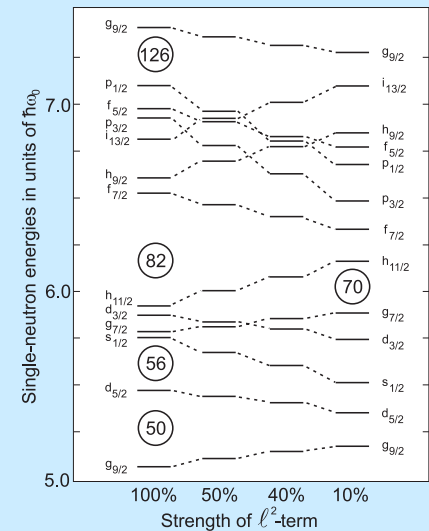 g9/2
126
g9/2
p1/2
i13/2
7.0
f5/2
p3/2
i13/2
h9/2
f5/2
p1/2
h9/2
f7/2
p3/2
f7/2
82
h11/2
70
6.0
h11/2
d3/2
g7/2
g7/2
s1/2
d3/2
56
s1/2
d5/2
d5/2
50
g9/2
g9/2
5.0
100% 50% 40% 10%
Strength of ℓ²-term
Single-neutron energies in units of ħω₀